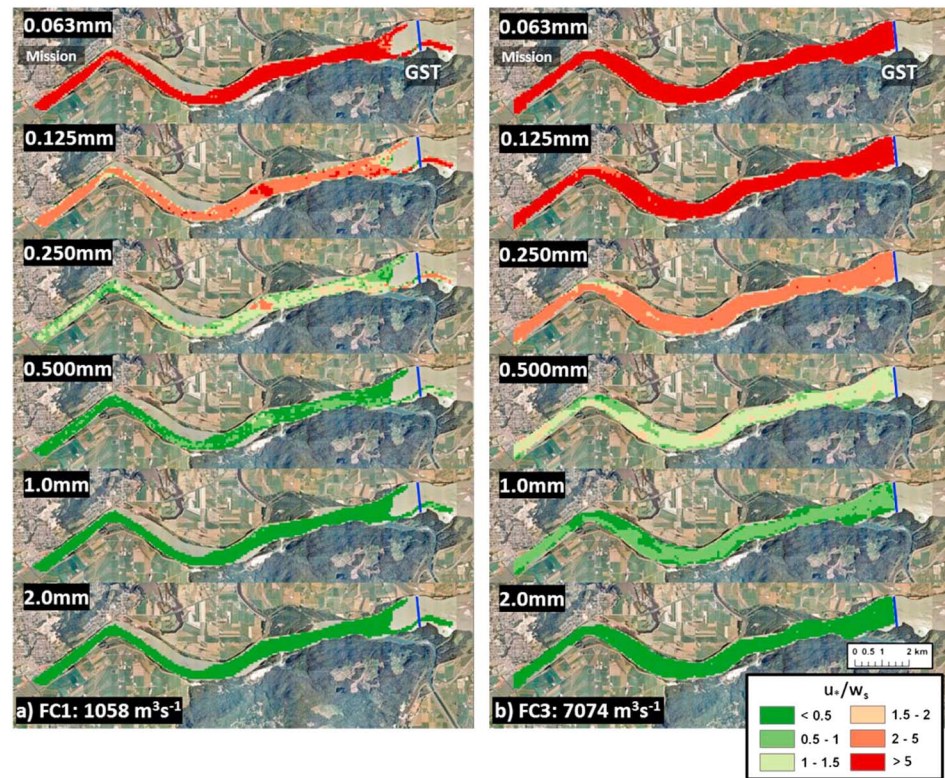 0.063mm
Mission
GST
0.125mm
0.250mm
0.500mm
1.0mm
2.0mm
a) FC1: 1058 m³s⁻¹
0.063mm
Mission
GST
0.125mm
0.250mm
0.500mm
1.0mm
2.0mm
0 0.5 1 2 km
b) FC3: 7074 m³s⁻¹
u*/ws
< 0.5
0.5 - 1
1 - 1.5
1.5 - 2
2 - 5
> 5